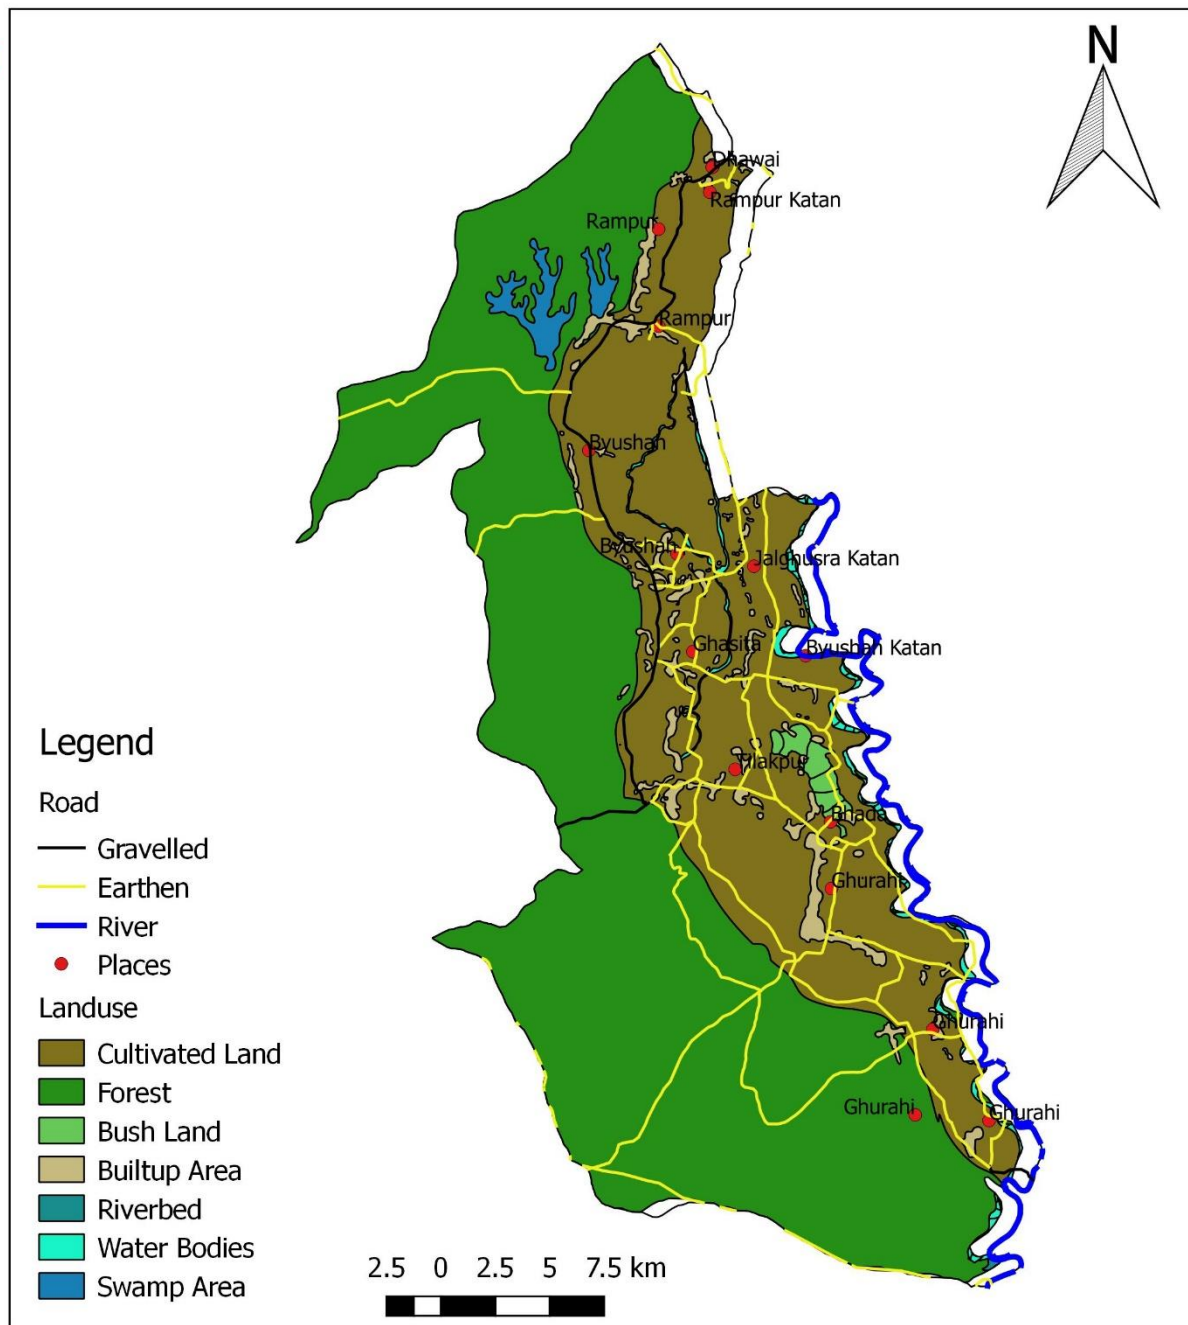 N
Dhawai
Rampur Katan
Rampur
Rampur
Byushah
Byushah
Jalghusra Katan
Ghasita
Byushah Katan
Tilakpur
Bhada
Ghurahi
Ghurahi
Ghurahi
Ghurahi
Legend
Road
Gravelled
Earthen
River
Places
Landuse
Cultivated Land
Forest
Bush Land
Builtup Area
Riverbed
Water Bodies
Swamp Area
2.5 0 2.5 5 7.5 km